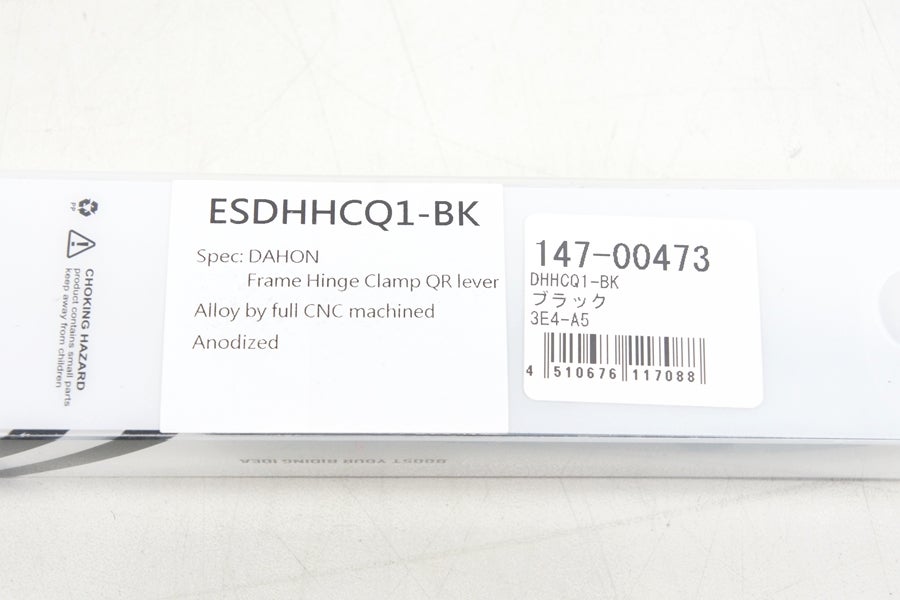 PP
CHOKING HAZARD
product contains small parts
keep away from children
ESDHHCQ1-BK
Spec: DAHON
Frame Hinge Clamp QR lever
Alloy by full CNC machined
Anodized
147-00473
DHHCQ1-BK
ブラック
3E4-A5
4 510676 117088
BOOST YOUR RIDING IDEA